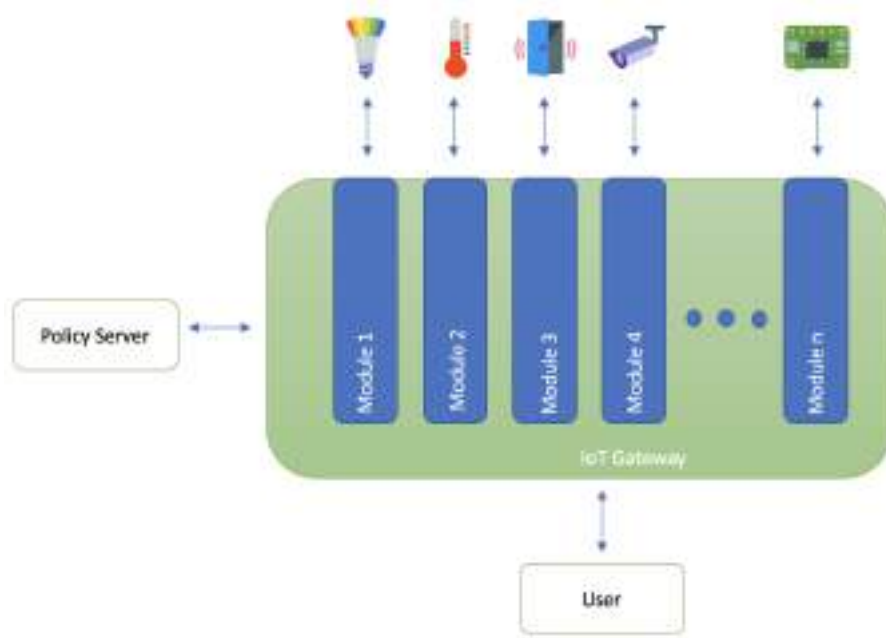 Policy Server
Module 1
Module 2
Module 3
Module 4
Module n
IoT Gateway
User